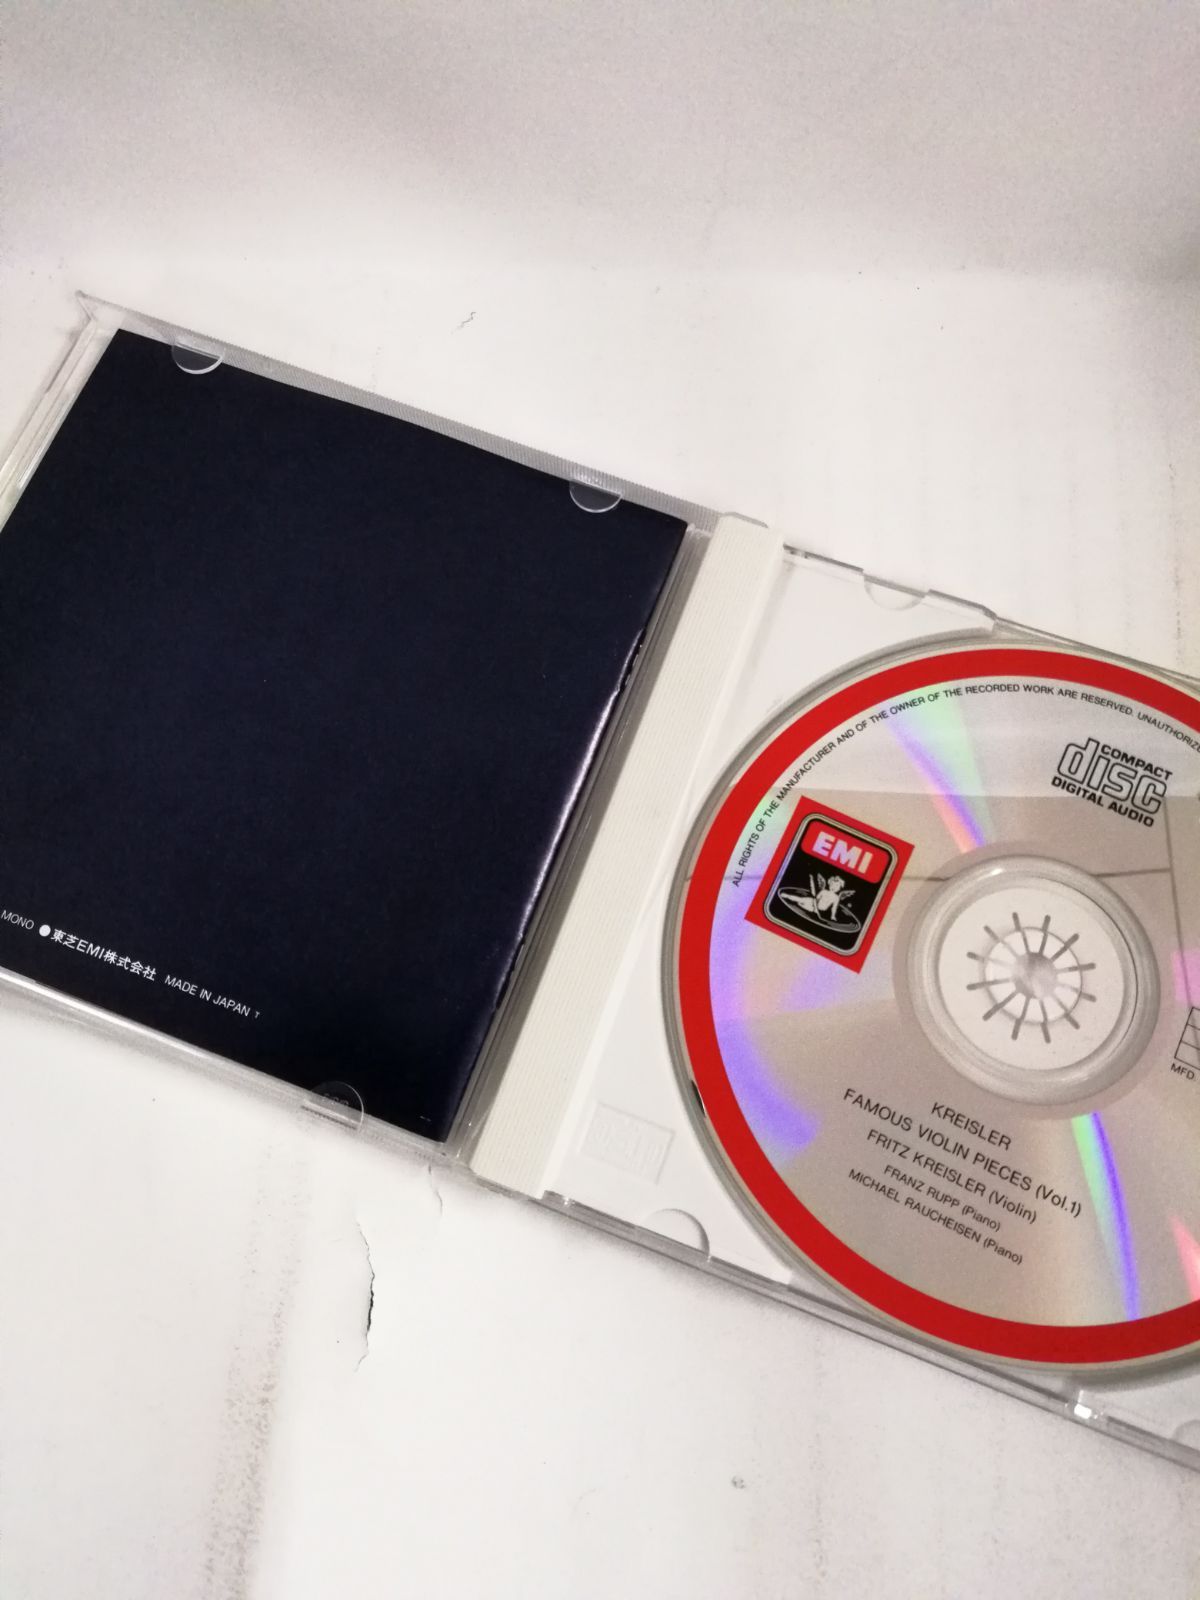 MONO ●東芝EMI株式会社 MADE IN JAPAN T
ALL RIGHTS OF THE MANUFACTURER AND OF THE OWNER OF THE RECORDED WORK ARE RESERVED. UNAUTHORIZE
COMPACT
disc
DIGITAL AUDIO
EMI
MFD.
KREISLER
FAMOUS VIOLIN PIECES (Vol.1)
FRITZ KREISLER (Violin)
FRANZ RUPP (Piano)
MICHAEL RAUCHEISEN (Piano)